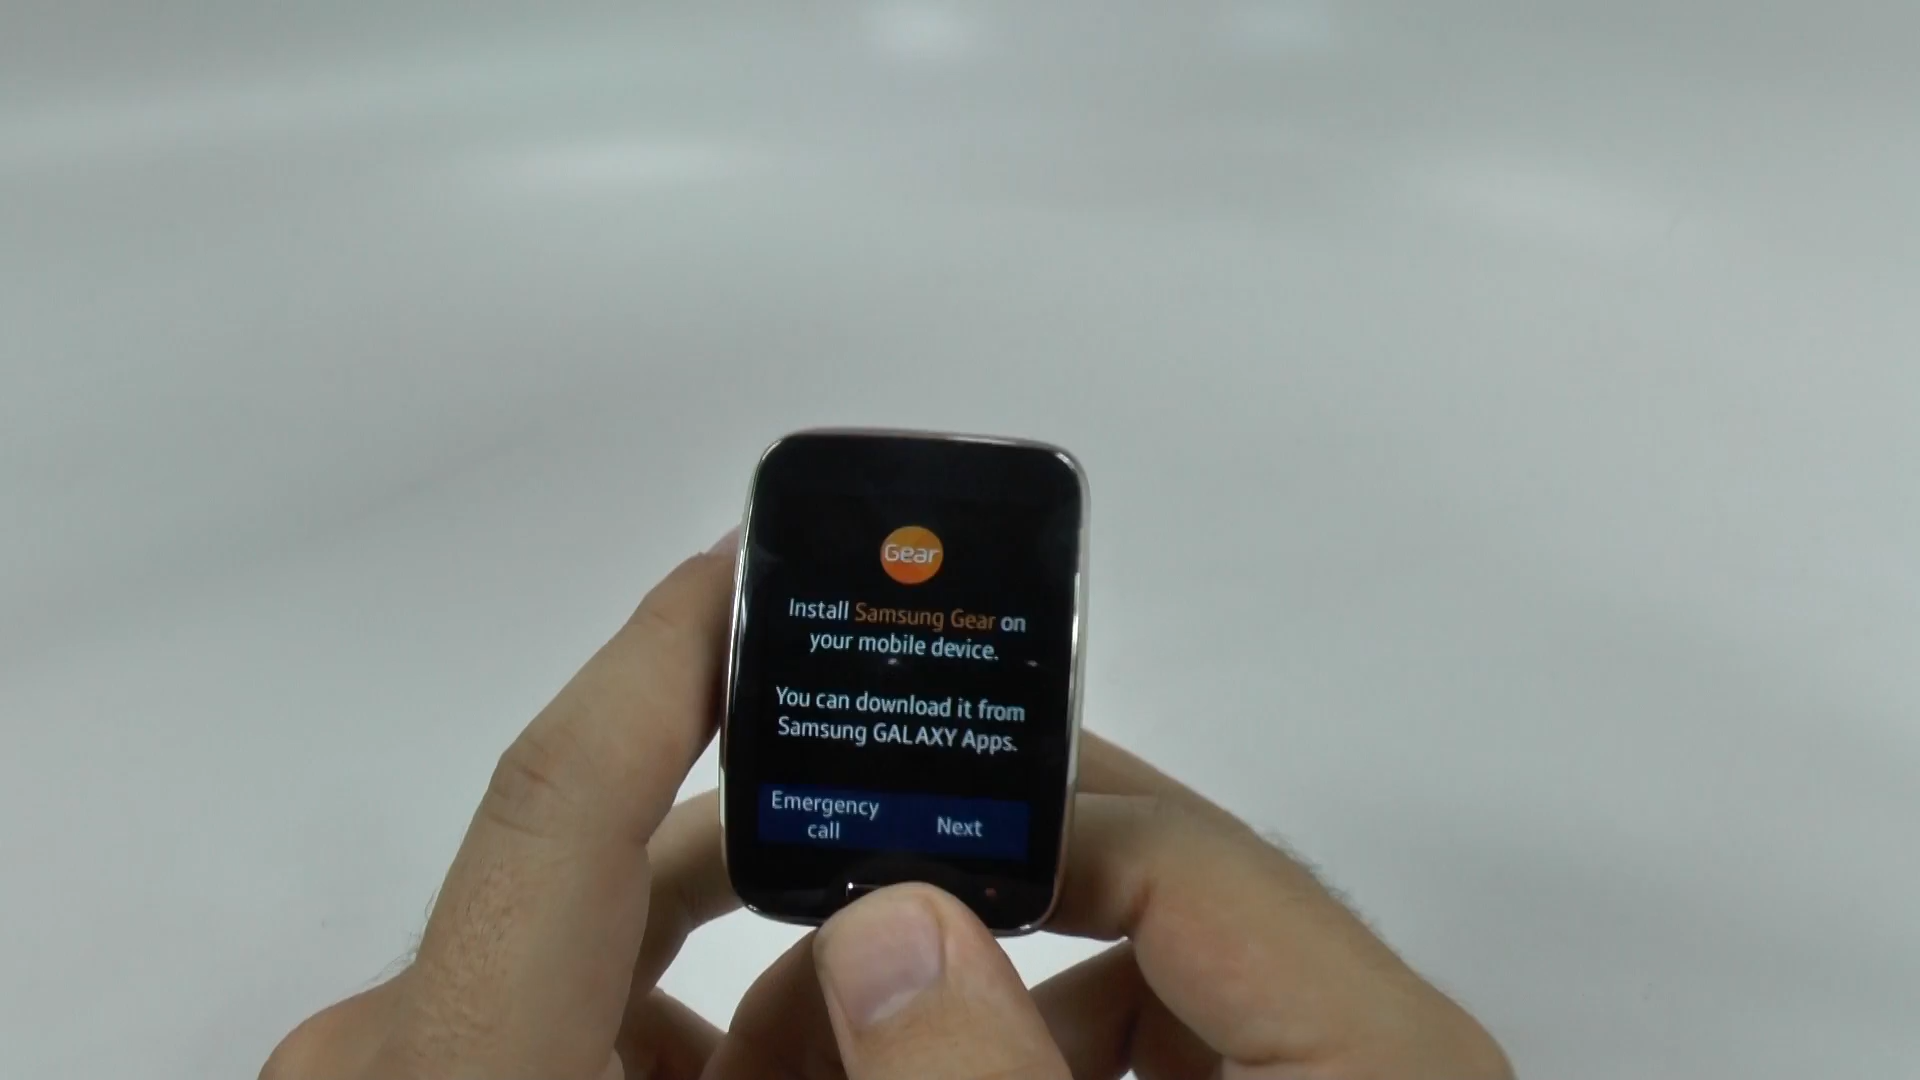 Gear
Install Samsung Gear on
your mobile device.
You can download it from
Samsung GALAXY Apps.
Emergency
call
Next